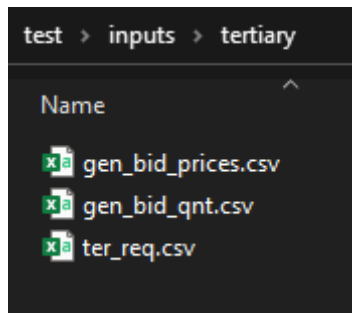 test > inputs > tertiary
Name
gen_bid_prices.csv
gen_bid_qnt.csv
ter_req.csv